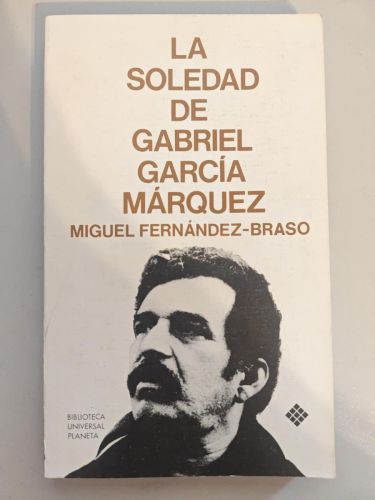 LA
SOLEDAD
DE
GABRIEL
GARCÍA
MÁRQUEZ
MIGUEL FERNÁNDEZ-BRASO
BIBLIOTECA
UNIVERSAL
PLANETA